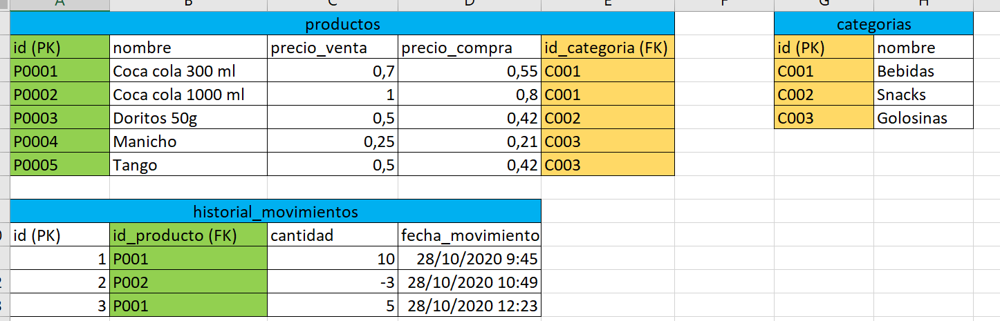 A B C D E F G H
productos categorias
id (PK) nombre precio_venta precio_compra id_categoria (FK) id (PK) nombre
P0001 Coca cola 300 ml 0,7 0,55 C001 C001 Bebidas
P0002 Coca cola 1000 ml 1 0,8 C001 C002 Snacks
P0003 Doritos 50g 0,5 0,42 C002 C003 Golosinas
P0004 Manicho 0,25 0,21 C003
P0005 Tango 0,5 0,42 C003
historial_movimientos
id (PK) id_producto (FK) cantidad fecha_movimiento
1 P001 10 28/10/2020 9:45
2 P002 -3 28/10/2020 10:49
3 P001 5 28/10/2020 12:23